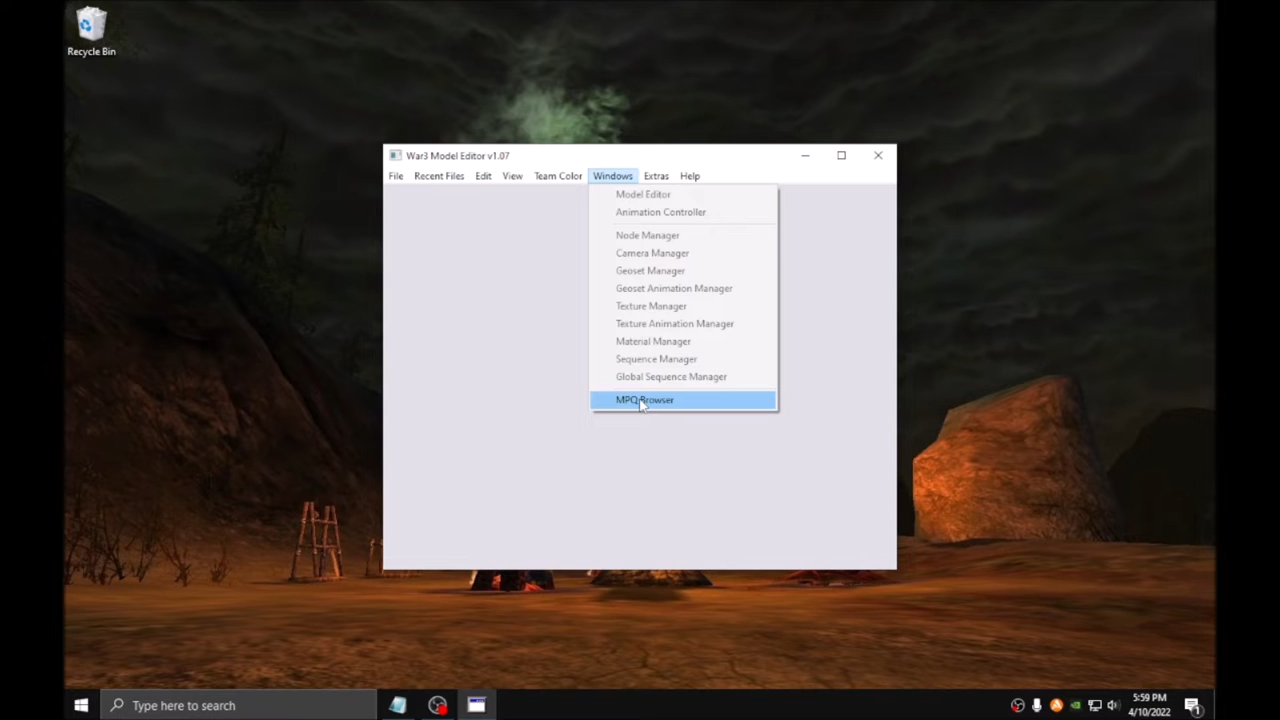 Recycle Bin
War3 Model Editor v1.07
File Recent Files Edit View Team Color Windows Extras Help
Model Editor
Animation Controller
Node Manager
Camera Manager
Geoset Manager
Geoset Animation Manager
Texture Manager
Texture Animation Manager
Material Manager
Sequence Manager
Global Sequence Manager
MPQ Browser
Type here to search
5:59 PM
4/10/2022
1